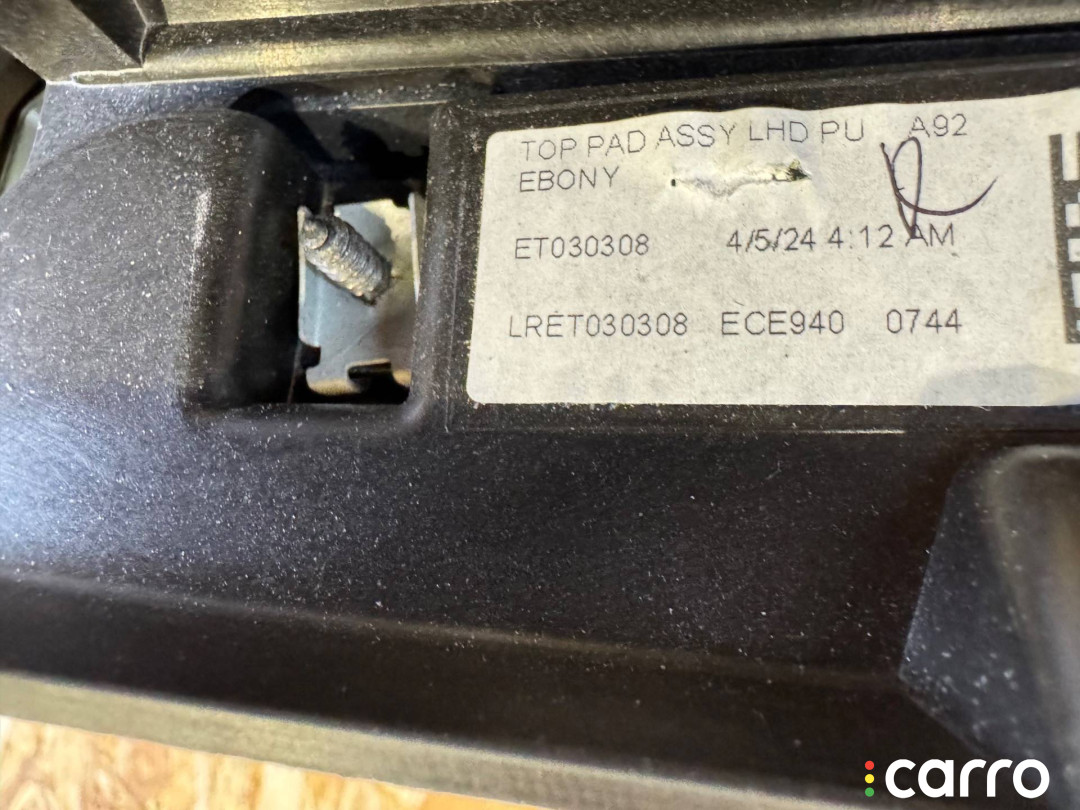 TOP PAD ASSY LHD PU A92
EBONY
ET030308 4/5/24 4:12 AM
LRET030308 ECE940 0744
carro